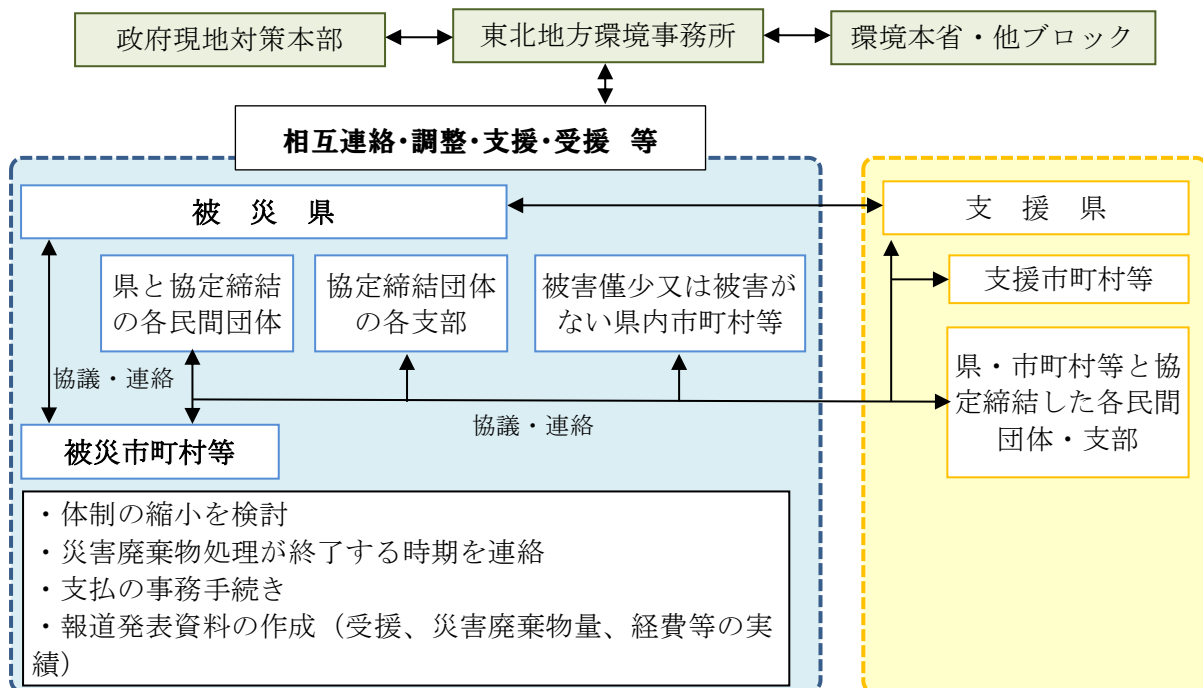 政府現地対策本部
東北地方環境事務所
環境本省・他ブロック
相互連絡・調整・支援・受援 等
被 災 県
支 援 県
県と協定締結
の各民間団体
協定締結団体
の各支部
被害僅少又は被害が
ない県内市町村等
支援市町村等
協議・連絡
県・市町村等と協
定締結した各民間
団体・支部
協議・連絡
被災市町村等
・体制の縮小を検討
・災害廃棄物処理が終了する時期を連絡
・支払の事務手続き
・報道発表資料の作成（受援、災害廃棄物量、経費等の実
績）